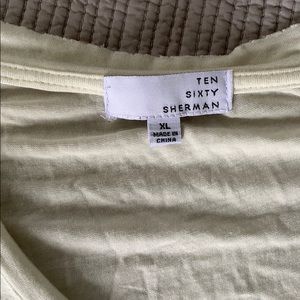 TEN
SIXTY
SHERMAN
XL
MADE IN
CHINA